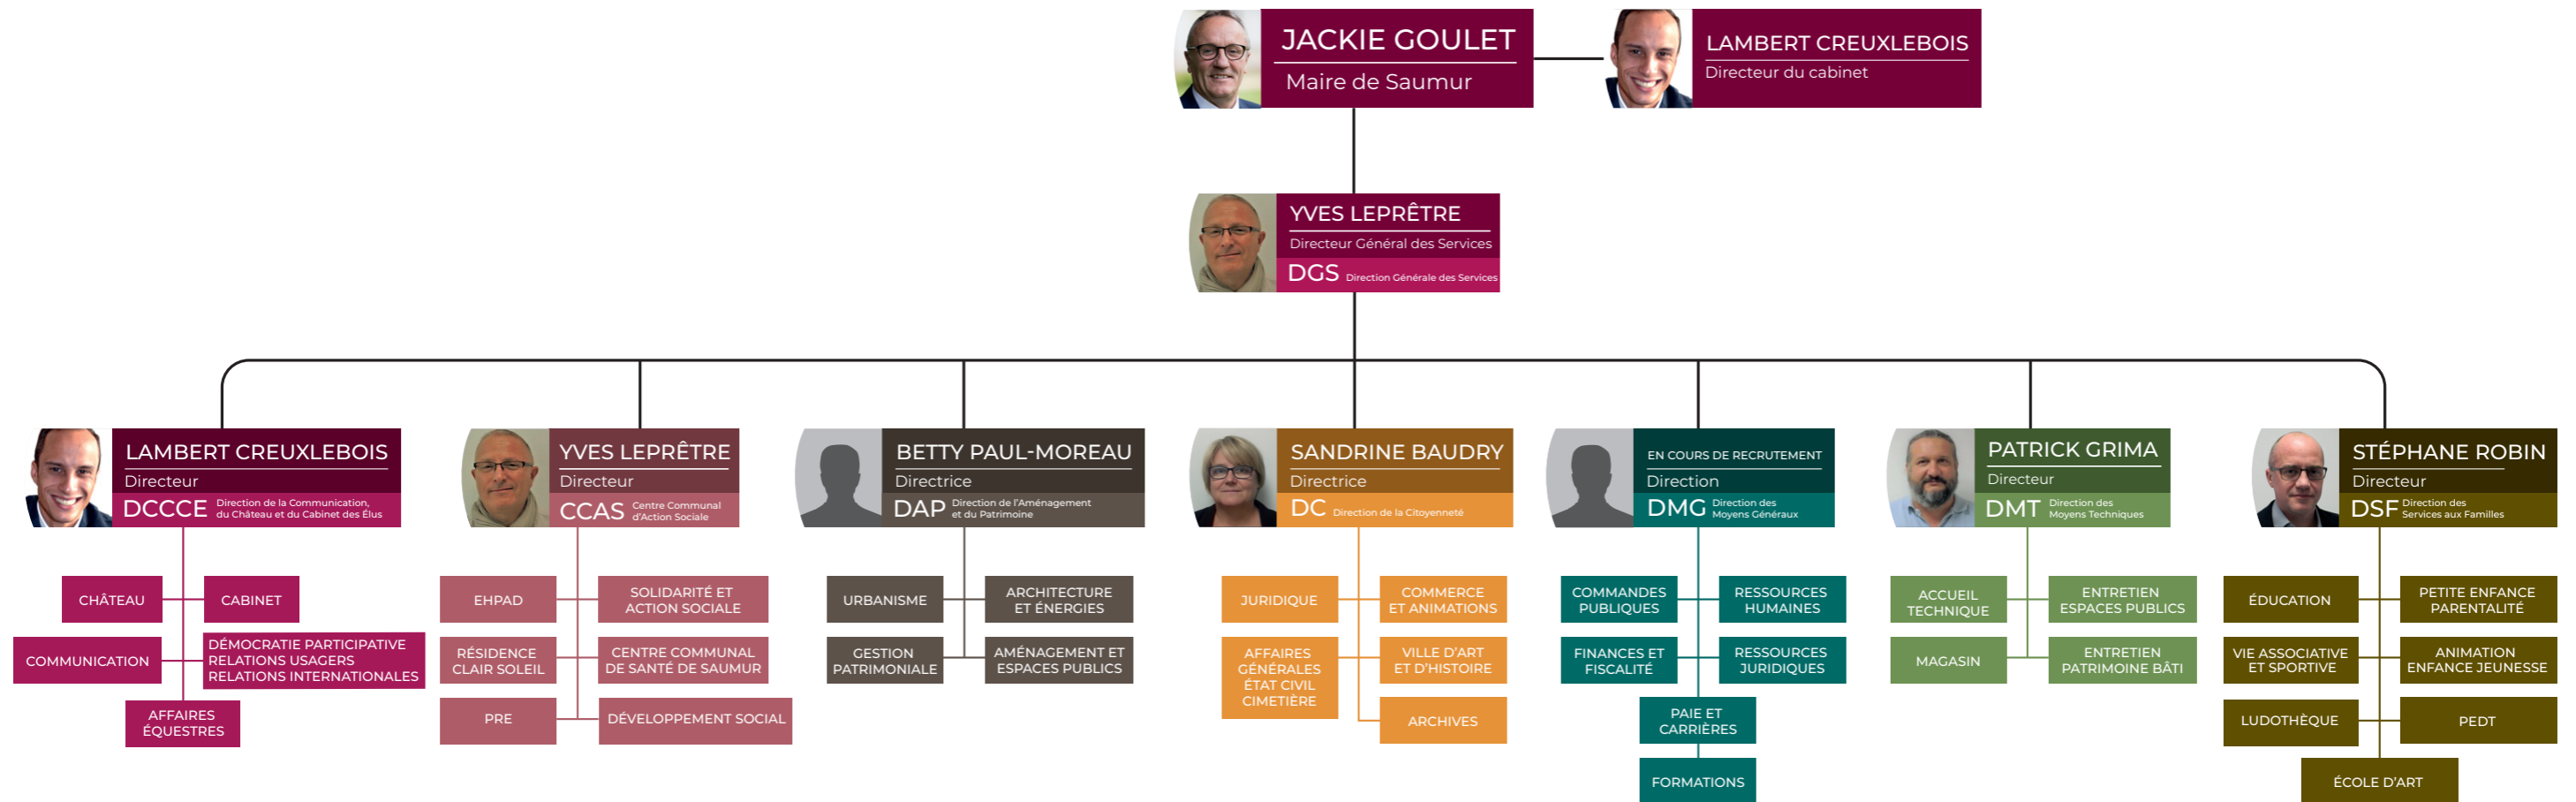 JACKIE GOULET
Maire de Saumur
LAMBERT CREUXLEBOIS
Directeur du cabinet
YVES LEPRÊTRE
Directeur Général des Services
DGS Direction Générale des Services
LAMBERT CREUXLEBOIS
Directeur
DCCCE Direction de la Communication,
du Château et du Cabinet des Élus
CHÂTEAU
CABINET
COMMUNICATION
DÉMOCRATIE PARTICIPATIVE
RELATIONS USAGERS
RELATIONS INTERNATIONALES
AFFAIRES
ÉQUESTRES
YVES LEPRÊTRE
Directeur
CCAS Centre Communal
d'Action Sociale
EHPAD
SOLIDARITÉ ET
ACTION SOCIALE
RÉSIDENCE
CLAIR SOLEIL
CENTRE COMMUNAL
DE SANTÉ DE SAUMUR
PRE
DÉVELOPPEMENT SOCIAL
BETTY PAUL-MOREAU
Directrice
DAP Direction de l'Aménagement
et du Patrimoine
URBANISME
ARCHITECTURE
ET ÉNERGIES
GESTION
PATRIMONIALE
AMÉNAGEMENT ET
ESPACES PUBLICS
SANDRINE BAUDRY
Directrice
DC Direction de la Citoyenneté
JURIDIQUE
COMMERCE
ET ANIMATIONS
AFFAIRES
GÉNÉRALES
ÉTAT CIVIL
CIMETIÈRE
VILLE D'ART
ET D'HISTOIRE
ARCHIVES
EN COURS DE RECRUTEMENT
Direction
DMG Direction des
Moyens Généraux
COMMANDES
PUBLIQUES
RESSOURCES
HUMAINES
FINANCES ET
FISCALITÉ
RESSOURCES
JURIDIQUES
PAIE ET
CARRIÈRES
FORMATIONS
PATRICK GRIMA
Directeur
DMT Direction des
Moyens Techniques
ACCUEIL
TECHNIQUE
ENTRETIEN
ESPACES PUBLICS
MAGASIN
ENTRETIEN
PATRIMOINE BÂTI
STÉPHANE ROBIN
Directeur
DSF Direction des
Services aux Familles
ÉDUCATION
PETITE ENFANCE
PARENTALITÉ
VIE ASSOCIATIVE
ET SPORTIVE
ANIMATION
ENFANCE JEUNESSE
LUDOTHÈQUE
PEDT
ÉCOLE D'ART